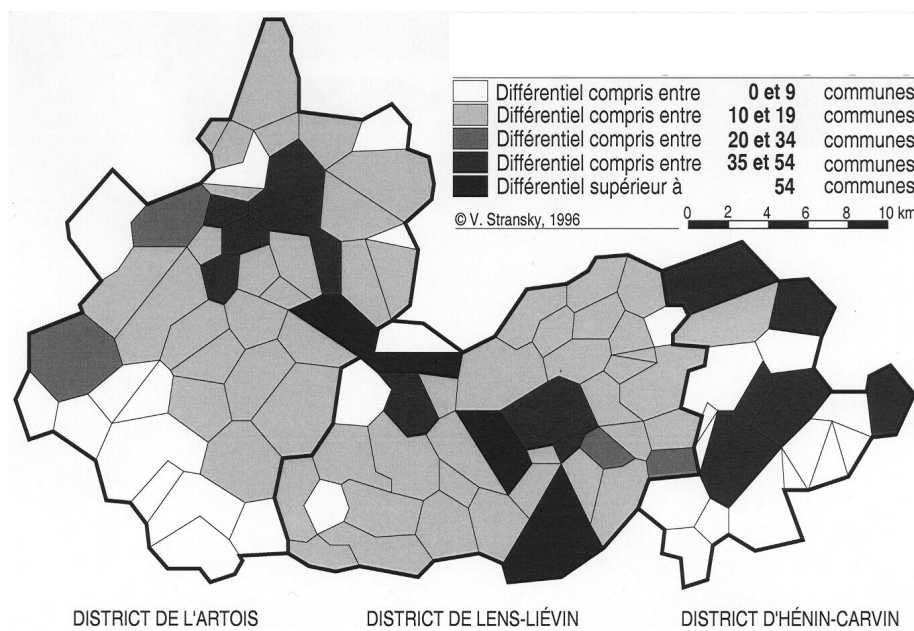 Différentiel compris entre 0 et 9 communes
Différentiel compris entre 10 et 19 communes
Différentiel compris entre 20 et 34 communes
Différentiel compris entre 35 et 54 communes
Différentiel supérieur à 54 communes
© V. Stransky, 1996
0 2 4 6 8 10 km
DISTRICT DE L'ARTOIS DISTRICT DE LENS-LIÉVIN DISTRICT D'HÉNIN-CARVIN